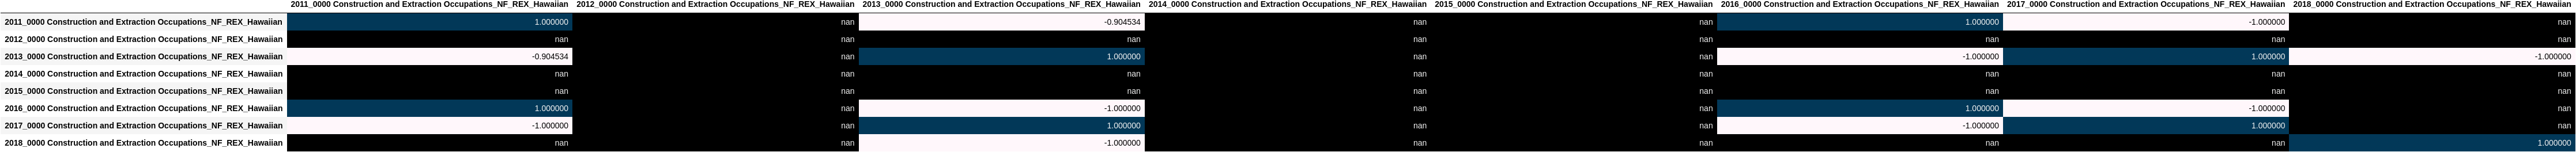 2011_0000 Construction and Extraction Occupations_NF_REX_Hawaiian 2012_0000 Construction and Extraction Occupations_NF_REX_Hawaiian 2013_0000 Construction and Extraction Occupations_NF_REX_Hawaiian 2014_0000 Construction and Extraction Occupations_NF_REX_Hawaiian 2015_0000 Construction and Extraction Occupations_NF_REX_Hawaiian 2016_0000 Construction and Extraction Occupations_NF_REX_Hawaiian 2017_0000 Construction and Extraction Occupations_NF_REX_Hawaiian 2018_0000 Construction and Extraction Occupations_NF_REX_Hawaiian
2011_0000 Construction and Extraction Occupations_NF_REX_Hawaiian 1.000000 nan -0.904534 nan nan 1.000000 -1.000000 nan
2012_0000 Construction and Extraction Occupations_NF_REX_Hawaiian nan nan nan nan nan nan nan nan
2013_0000 Construction and Extraction Occupations_NF_REX_Hawaiian -0.904534 nan 1.000000 nan nan -1.000000 1.000000 -1.000000
2014_0000 Construction and Extraction Occupations_NF_REX_Hawaiian nan nan nan nan nan nan nan nan
2015_0000 Construction and Extraction Occupations_NF_REX_Hawaiian nan nan nan nan nan nan nan nan
2016_0000 Construction and Extraction Occupations_NF_REX_Hawaiian 1.000000 nan -1.000000 nan nan 1.000000 -1.000000 nan
2017_0000 Construction and Extraction Occupations_NF_REX_Hawaiian -1.000000 nan 1.000000 nan nan -1.000000 1.000000 nan
2018_0000 Construction and Extraction Occupations_NF_REX_Hawaiian nan nan -1.000000 nan nan nan nan 1.000000